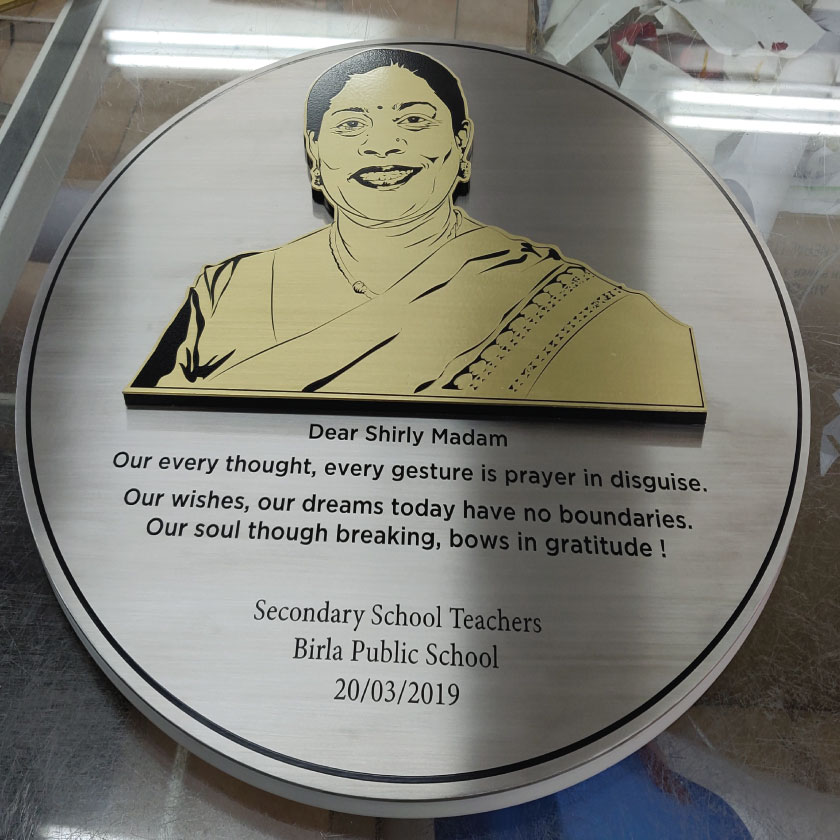 Dear Shirly Madam
Our every thought, every gesture is prayer in disguise.
Our wishes, our dreams today have no boundaries.
Our soul though breaking, bows in gratitude !
Secondary School Teachers
Birla Public School
20/03/2019